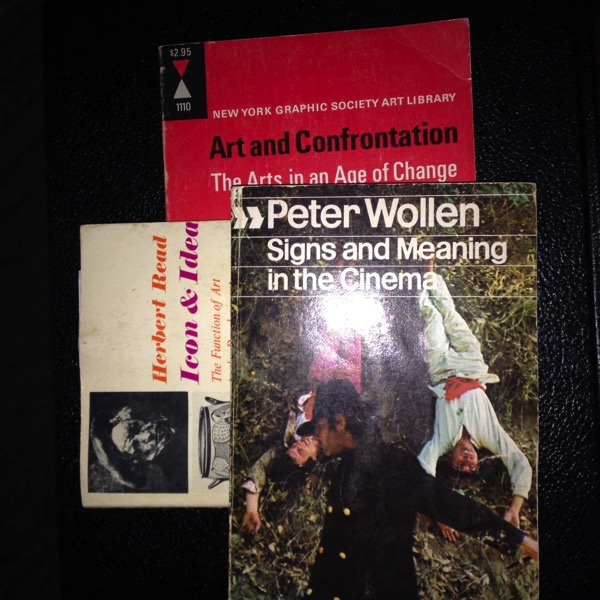 $2.95
1110
NEW YORK GRAPHIC SOCIETY ART LIBRARY
Art and Confrontation
The Arts in an Age of Change
Peter Wollen
Signs and Meaning
in the Cinema
Herbert Read
Icon & Idea
The Function of Art